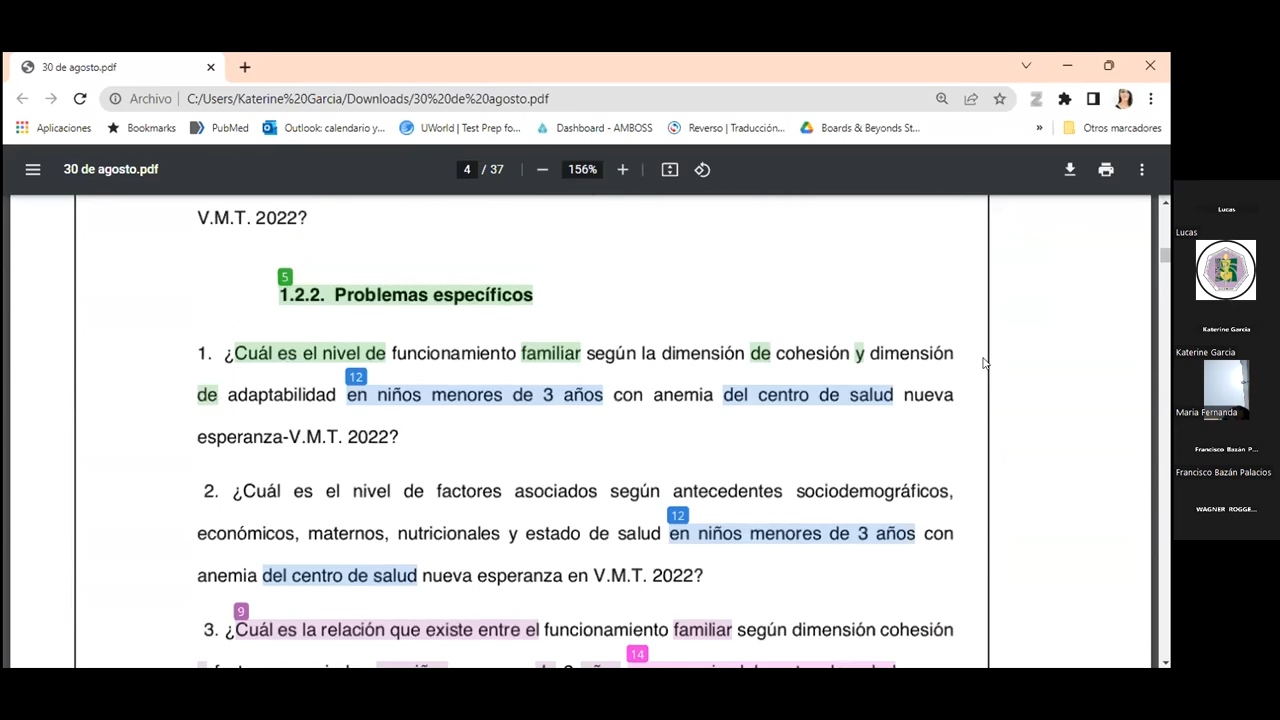 30 de agosto.pdf
Archivo C:/Users/Katerine%20Garcia/Downloads/30%20de%20agosto.pdf
Aplicaciones Bookmarks PubMed Outlook: calendario y... UWorld | Test Prep fo... Dashboard - AMBOSS Reverso | Traducción... Boards & Beyonds St... » Otros marcadores
30 de agosto.pdf 4 / 37 156%
V.M.T. 2022?
5
1.2.2. Problemas específicos
1. ¿Cuál es el nivel de funcionamiento familiar según la dimensión de cohesión y dimensión
12
de adaptabilidad en niños menores de 3 años con anemia del centro de salud nueva
esperanza-V.M.T. 2022?
2. ¿Cuál es el nivel de factores asociados según antecedentes sociodemográficos,
12
económicos, maternos, nutricionales y estado de salud en niños menores de 3 años con
anemia del centro de salud nueva esperanza en V.M.T. 2022?
9
3. ¿Cuál es la relación que existe entre el funcionamiento familiar según dimensión cohesión
14
Lucas
Lucas
Katerine Garcia
Katerine Garcia
Maria Fernanda
Francisco Bazán P...
Francisco Bazán Palacios
WAGNER ROGGE...